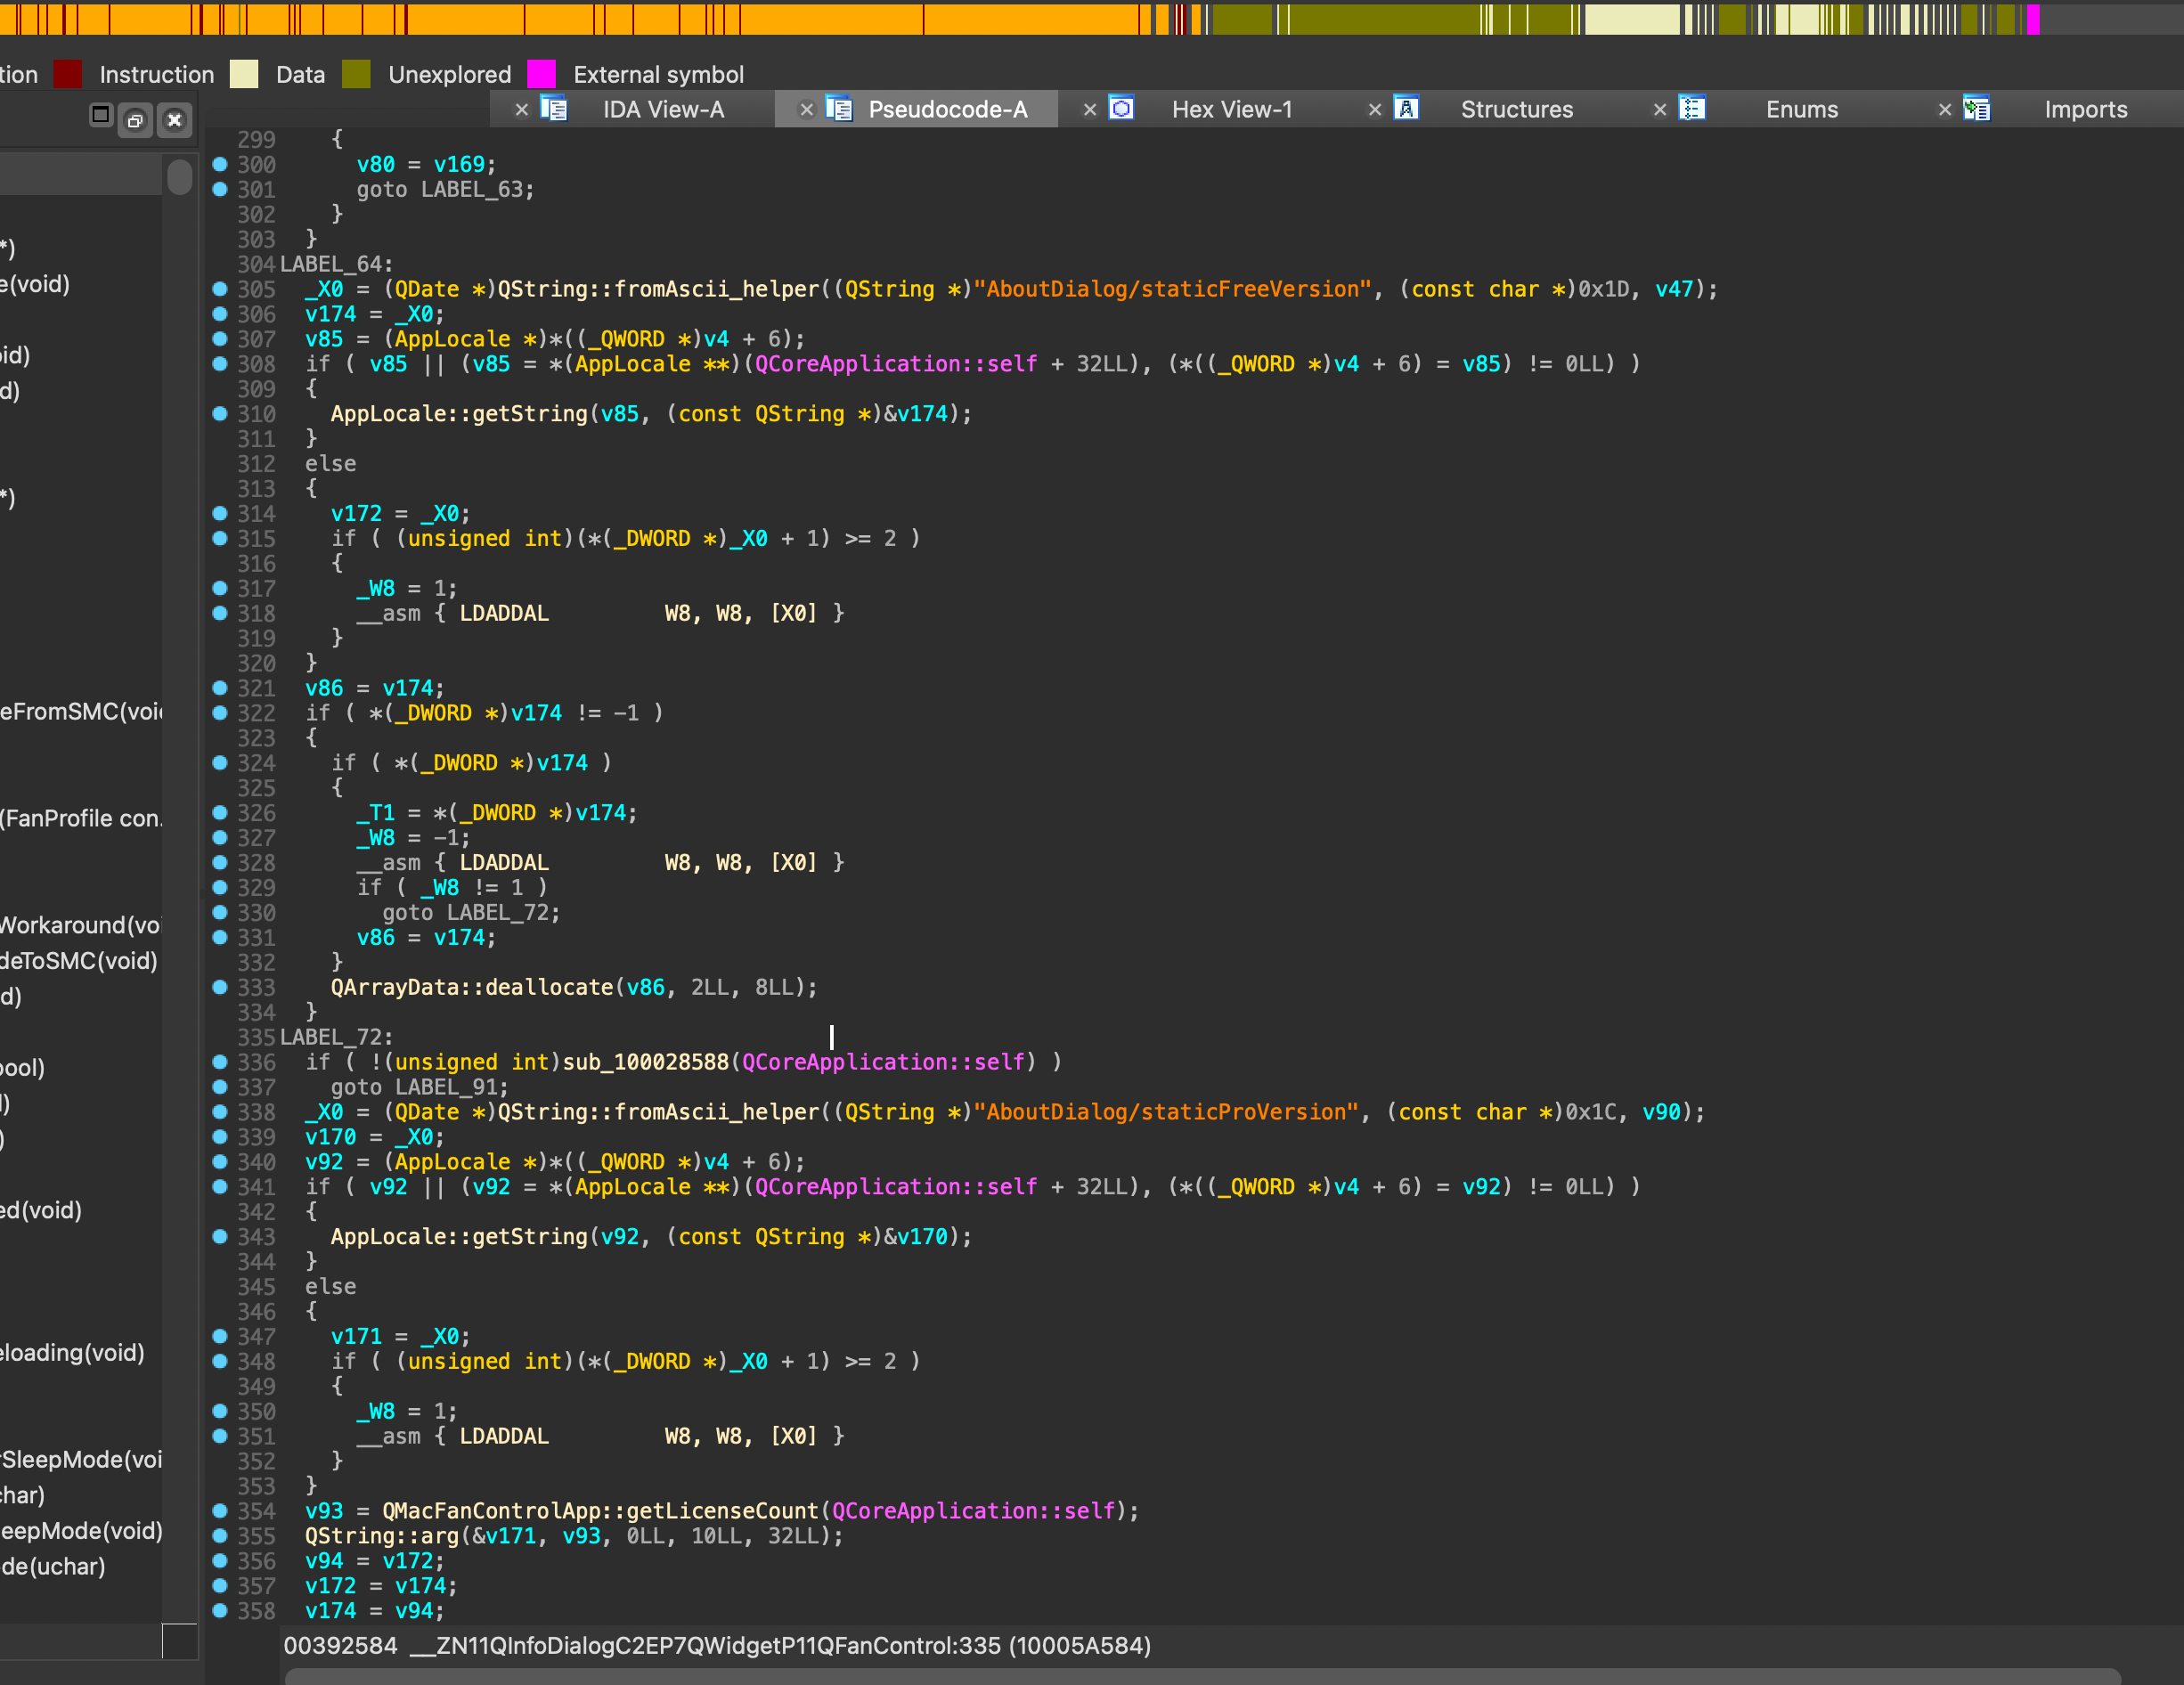 tion Instruction Data Unexplored External symbol
IDA View-A Pseudocode-A Hex View-1 Structures Enums Imports
*)
e(void)
oid)
d)
*)
eFromSMC(voi
(FanProfile con.
Workaround(voi
deToSMC(void)
d)
ool)
)
)
ed(void)
eloading(void)
SleepMode(voi
char)
eepMode(void)
de(uchar)
299 {
300 v80 = v169;
301 goto LABEL_63;
302 }
303 }
304 LABEL_64:
305 _X0 = (QDate *)QString::fromAscii_helper((QString *)"AboutDialog/staticFreeVersion", (const char *)0x1D, v47);
306 v174 = _X0;
307 v85 = (AppLocale *)*((_QWORD *)v4 + 6);
308 if ( v85 || (v85 = *(AppLocale **)(QCoreApplication::self + 32LL), (*((_QWORD *)v4 + 6) = v85) != 0LL) )
309 {
310 AppLocale::getString(v85, (const QString *)&v174);
311 }
312 else
313 {
314 v172 = _X0;
315 if ( (unsigned int)(*(_DWORD *)_X0 + 1) >= 2 )
316 {
317 _W8 = 1;
318 __asm { LDADDAL W8, W8, [X0] }
319 }
320 }
321 v86 = v174;
322 if ( *(_DWORD *)v174 != -1 )
323 {
324 if ( *(_DWORD *)v174 )
325 {
326 _T1 = *(_DWORD *)v174;
327 _W8 = -1;
328 __asm { LDADDAL W8, W8, [X0] }
329 if ( _W8 != 1 )
330 goto LABEL_72;
331 v86 = v174;
332 }
333 QArrayData::deallocate(v86, 2LL, 8LL);
334 }
335 LABEL_72:
336 if ( !(unsigned int)sub_100028588(QCoreApplication::self) )
337 goto LABEL_91;
338 _X0 = (QDate *)QString::fromAscii_helper((QString *)"AboutDialog/staticProVersion", (const char *)0x1C, v90);
339 v170 = _X0;
340 v92 = (AppLocale *)*((_QWORD *)v4 + 6);
341 if ( v92 || (v92 = *(AppLocale **)(QCoreApplication::self + 32LL), (*((_QWORD *)v4 + 6) = v92) != 0LL) )
342 {
343 AppLocale::getString(v92, (const QString *)&v170);
344 }
345 else
346 {
347 v171 = _X0;
348 if ( (unsigned int)(*(_DWORD *)_X0 + 1) >= 2 )
349 {
350 _W8 = 1;
351 __asm { LDADDAL W8, W8, [X0] }
352 }
353 }
354 v93 = QMacFanControlApp::getLicenseCount(QCoreApplication::self);
355 QString::arg(&v171, v93, 0LL, 10LL, 32LL);
356 v94 = v172;
357 v172 = v174;
358 v174 = v94;
00392584 __ZN11QInfoDialogC2EP7QWidgetP11QFanControl:335 (10005A584)